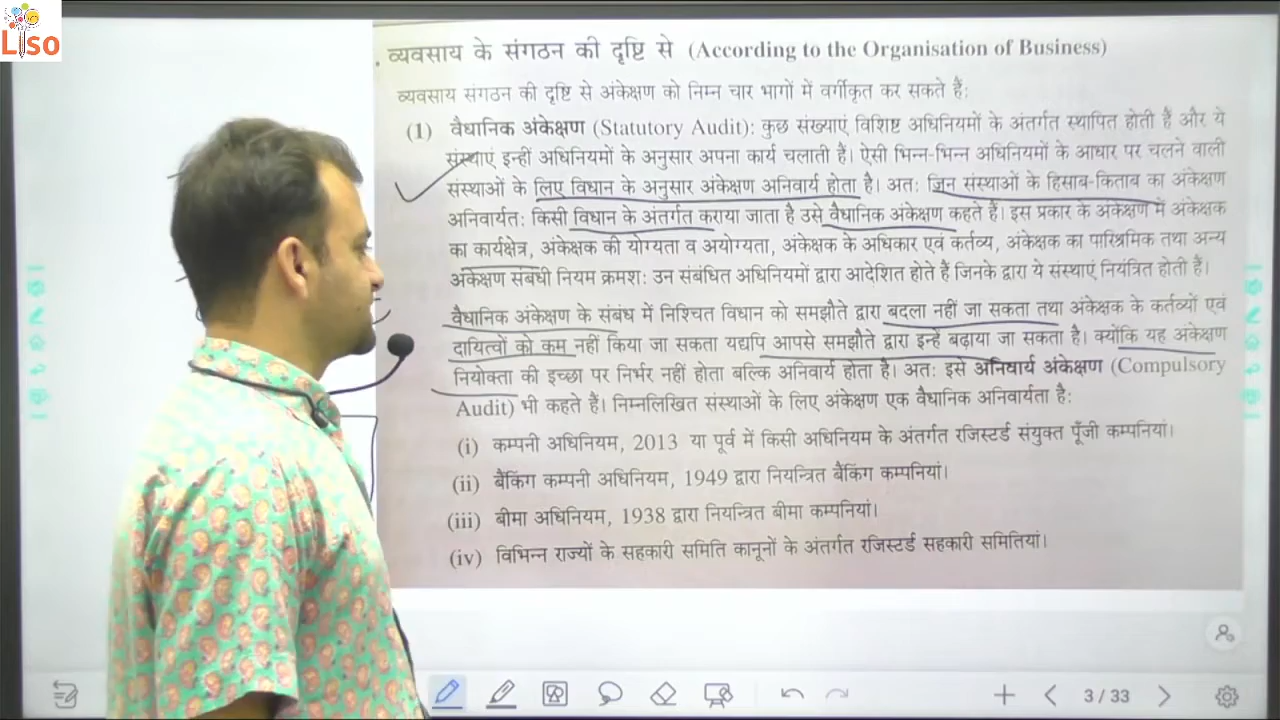 Liso
. व्यवसाय के संगठन की दृष्टि से (According to the Organisation of Business)
व्यवसाय संगठन की दृष्टि से अंकेक्षण को निम्न चार भागों में वर्गीकृत कर सकते हैं:
(1) वैधानिक अंकेक्षण (Statutory Audit): कुछ संख्याएं विशिष्ट अधिनियमों के अंतर्गत स्थापित होती हैं और ये
संस्थाएं इन्हीं अधिनियमों के अनुसार अपना कार्य चलाती हैं। ऐसी भिन्न-भिन्न अधिनियमों के आधार पर चलने वाली
संस्थाओं के लिए विधान के अनुसार अंकेक्षण अनिवार्य होता है। अत: जिन संस्थाओं के हिसाब-किताब का अंकेक्षण
अनिवार्यत: किसी विधान के अंतर्गत कराया जाता है उसे वैधानिक अंकेक्षण कहते हैं। इस प्रकार के अंकेक्षण में अंकेक्षक
का कार्यक्षेत्र, अंकेक्षक की योग्यता व अयोग्यता, अंकेक्षक के अधिकार एवं कर्तव्य, अंकेक्षक का पारिश्रमिक तथा अन्य
अंकेक्षण संबंधी नियम क्रमश: उन संबंधित अधिनियमों द्वारा आदेशित होते हैं जिनके द्वारा ये संस्थाएं नियंत्रित होती हैं।
वैधानिक अंकेक्षण के संबंध में निश्चित विधान को समझौते द्वारा बदला नहीं जा सकता तथा अंकेक्षक के कर्तव्यों एवं
दायित्वों को कम नहीं किया जा सकता यद्यपि आपसे समझौते द्वारा इन्हें बढ़ाया जा सकता है। क्योंकि यह अंकेक्षण
नियोक्ता की इच्छा पर निर्भर नहीं होता बल्कि अनिवार्य होता है। अत: इसे अनिवार्य अंकेक्षण (Compulsory
Audit) भी कहते हैं। निम्नलिखित संस्थाओं के लिए अंकेक्षण एक वैधानिक अनिवार्यता है:
(i) कम्पनी अधिनियम, 2013 या पूर्व में किसी अधिनियम के अंतर्गत रजिस्टर्ड संयुक्त पूँजी कम्पनियां।
(ii) बैंकिंग कम्पनी अधिनियम, 1949 द्वारा नियन्त्रित बैंकिंग कम्पनियां।
(iii) बीमा अधिनियम, 1938 द्वारा नियन्त्रित बीमा कम्पनियां।
(iv) विभिन्न राज्यों के सहकारी समिति कानूनों के अंतर्गत रजिस्टर्ड सहकारी समितियां।
3 / 33